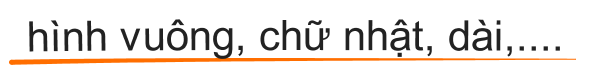 hình vuông, chữ nhật, dài,....